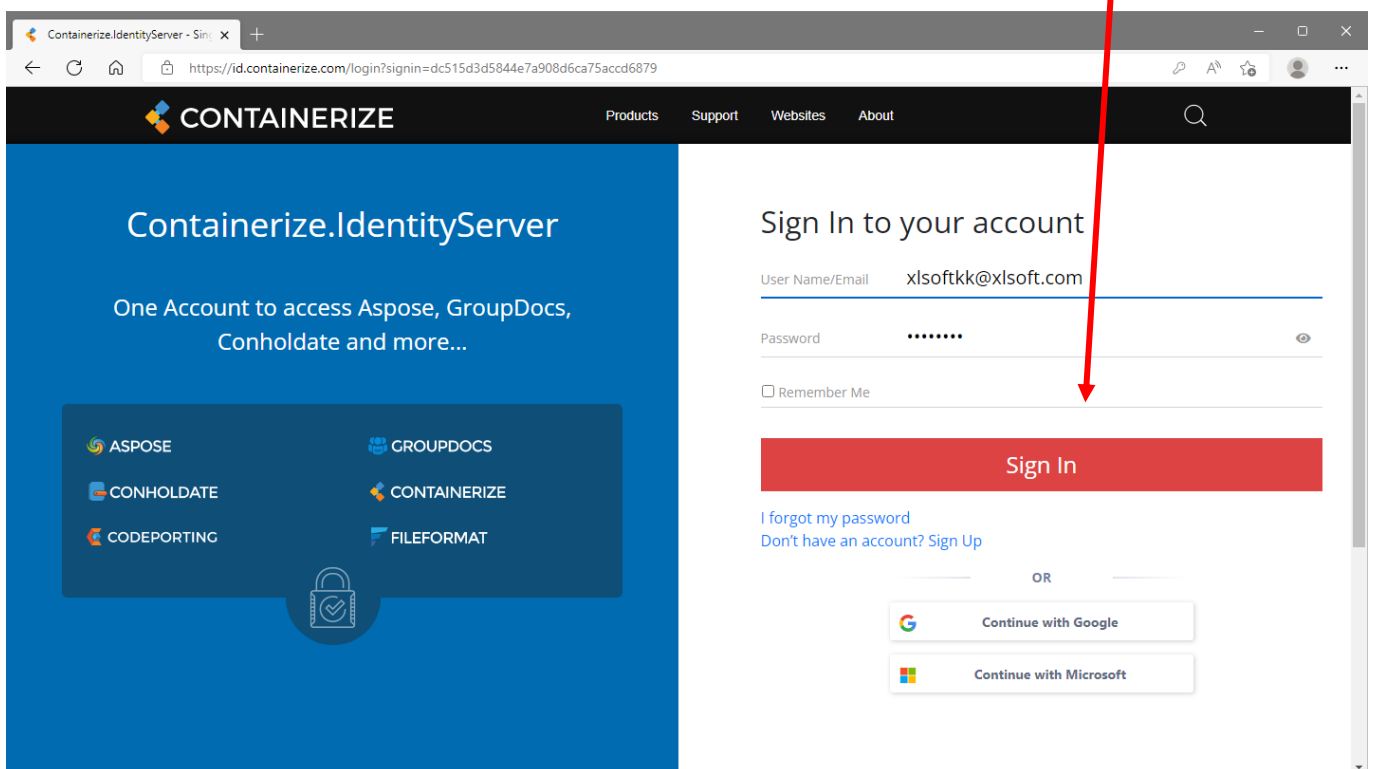 Containerize.IdentityServer - Sin
https://id.containerize.com/login?signin=dc515d3d5844e7a908d6ca75accd6879
CONTAINERIZE
Products Support Websites About
Containerize.IdentityServer
One Account to access Aspose, GroupDocs,
Conholdate and more...
ASPOSE GROUPDOCS
CONHOLDATE CONTAINERIZE
CODEPORTING FILEFORMAT
Sign In to your account
User Name/Email xlsoftkk@xlsoft.com
Password ••••••••
Remember Me
Sign In
I forgot my password
Don't have an account? Sign Up
OR
Continue with Google
Continue with Microsoft